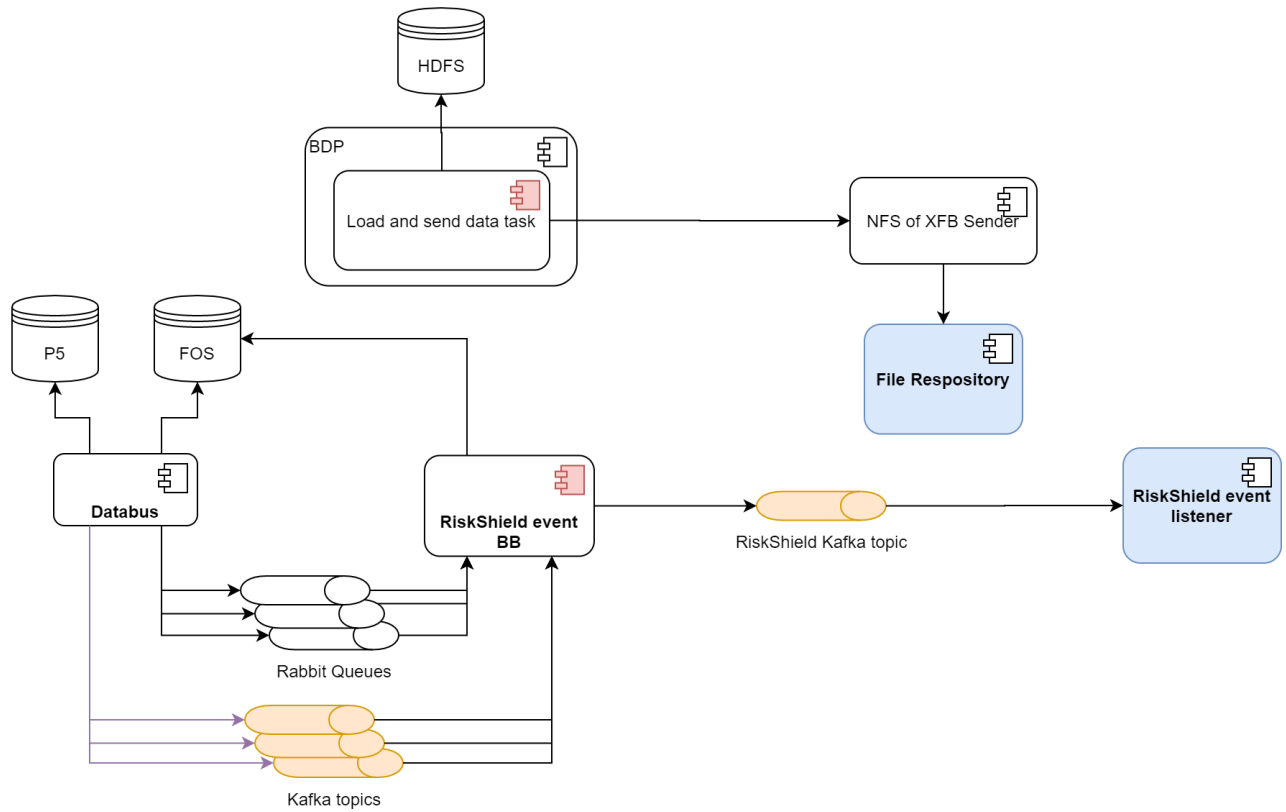 HDFS
BDP
Load and send data task
NFS of XFB Sender
P5
FOS
File Respository
Databus
RiskShield event
BB
RiskShield Kafka topic
RiskShield event
listener
Rabbit Queues
Kafka topics